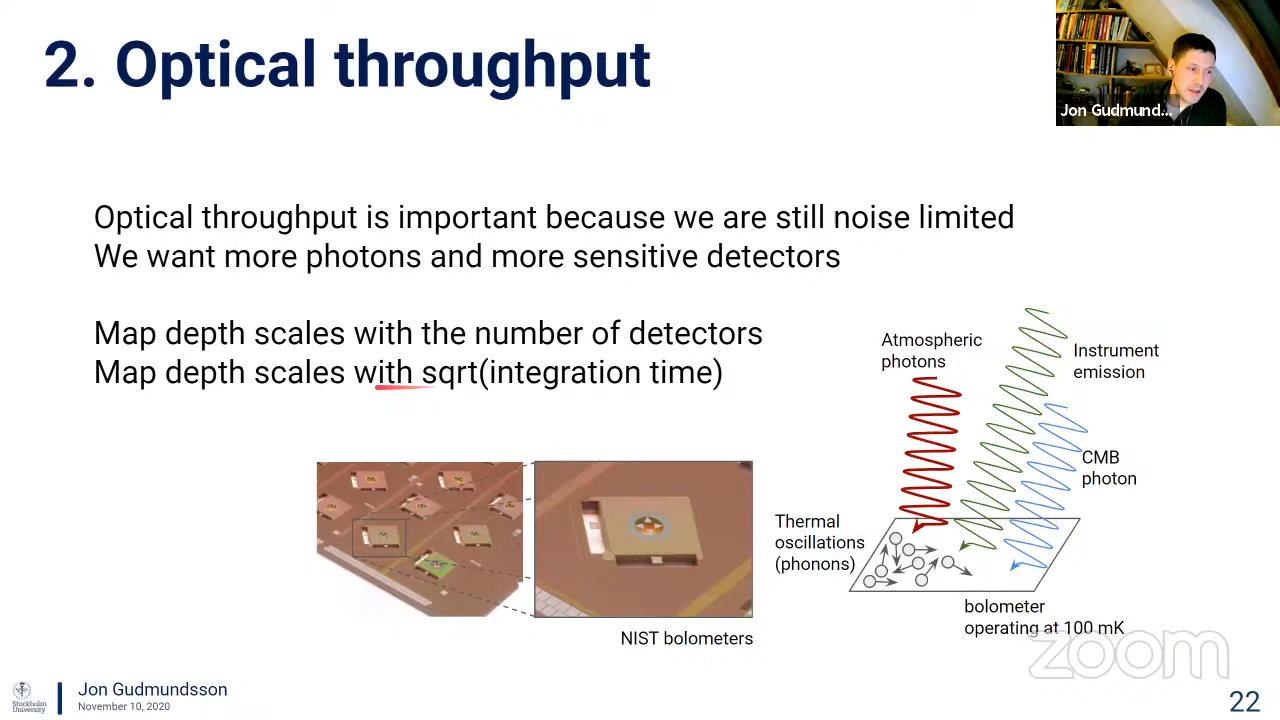 2. Optical throughput
Jon Gudmund...
Optical throughput is important because we are still noise limited
We want more photons and more sensitive detectors
Map depth scales with the number of detectors
Map depth scales with sqrt(integration time)
Atmospheric
photons
Instrument
emission
CMB
photon
Thermal
oscillations
(phonons)
bolometer
operating at 100 mK
NIST bolometers
zoom
Stockholm
University
Jon Gudmundsson
November 10, 2020
22